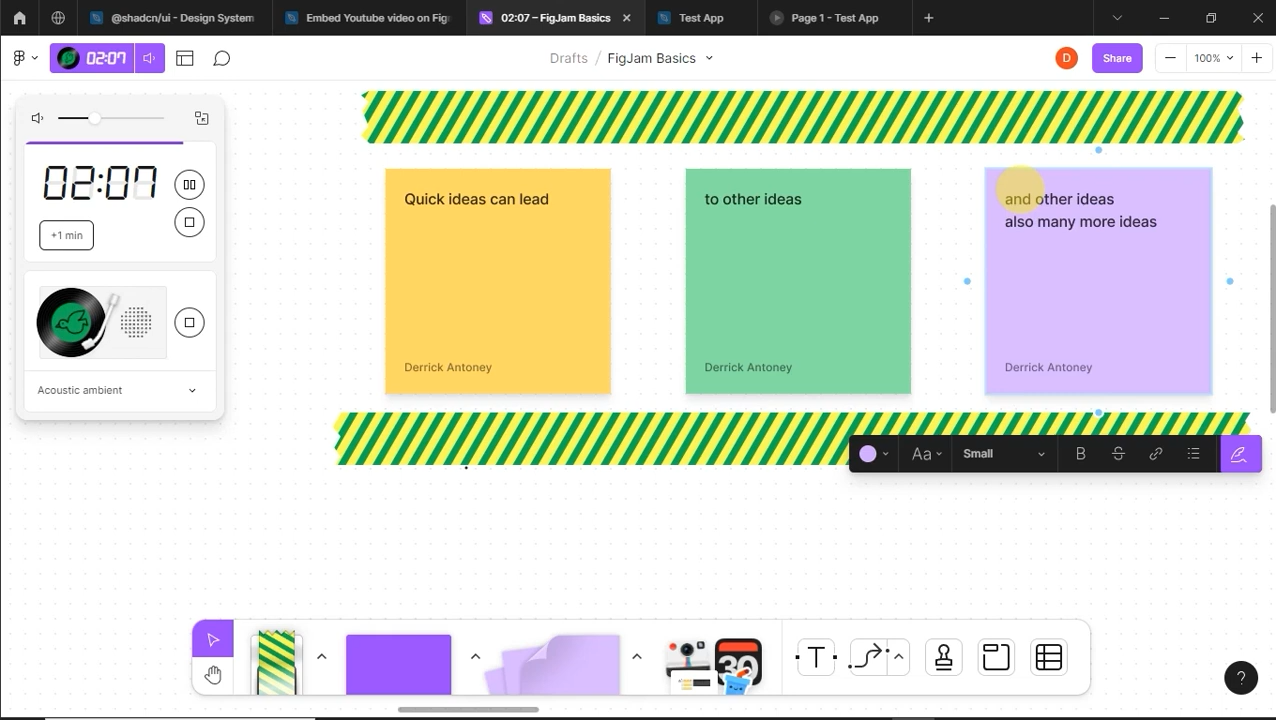 @shadcn/ui - Design System
Embed Youtube video on Fig
02:07 – FigJam Basics
Test App
Page 1 - Test App
02:07
Drafts / FigJam Basics
D
Share
100%
02:07
+1 min
Acoustic ambient
Quick ideas can lead
Derrick Antoney
to other ideas
Derrick Antoney
and other ideas
also many more ideas
Derrick Antoney
Aa
Small
B
S
T
30
?